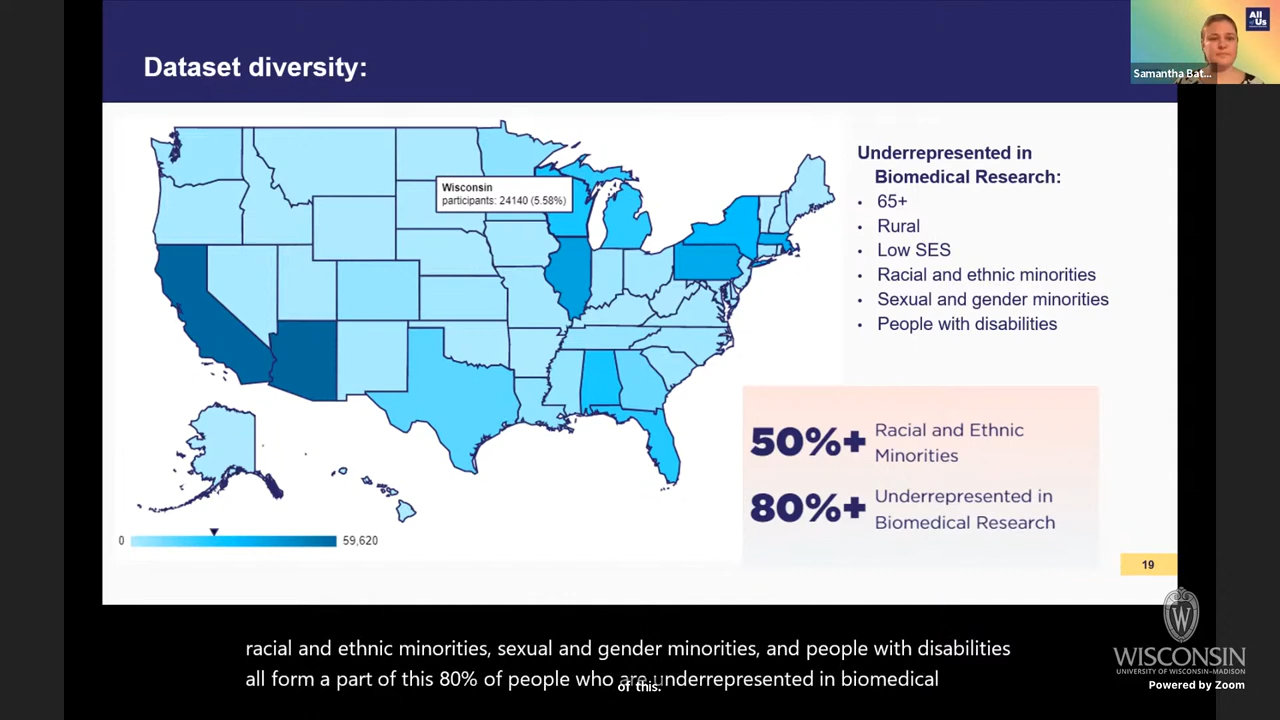 Dataset diversity:
All
of Us
Samantha Bat...
Wisconsin
participants: 24140 (5.58%)
Underrepresented in
Biomedical Research:
• 65+
• Rural
• Low SES
• Racial and ethnic minorities
• Sexual and gender minorities
• People with disabilities
50%+ Racial and Ethnic
Minorities
80%+ Underrepresented in
Biomedical Research
0
59,620
19
racial and ethnic minorities, sexual and gender minorities, and people with disabilities
all form a part of this 80% of people who are underrepresented in biomedical
of this.
W
WISCONSIN
UNIVERSITY OF WISCONSIN–MADISON
Powered by Zoom